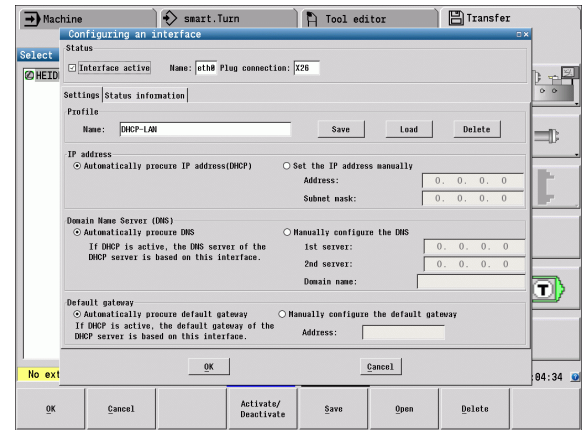 Machine
smart.Turn
Tool editor
Transfer
Configuring an interface
Select
HEID
Status
Interface active
Name: eth0 Plug connection: X26
Settings Status information
Profile
Name: DHCP-LAN
Save
Load
Delete
IP address
Automatically procure IP address(DHCP)
Set the IP address manually
Address: 0. 0. 0. 0
Subnet mask: 0. 0. 0. 0
Domain Name Server (DNS)
Automatically procure DNS
If DHCP is active, the DNS server of the
DHCP server is based on this interface.
Manually configure the DNS
1st server: 0. 0. 0. 0
2nd server: 0. 0. 0. 0
Domain name:
Default gateway
Automatically procure default gateway
If DHCP is active, the default gateway of the
DHCP server is based on this interface.
Manually configure the default gateway
Address:
OK
Cancel
T
No ext
:04:34
OK
Cancel
Activate/
Deactivate
Save
Open
Delete